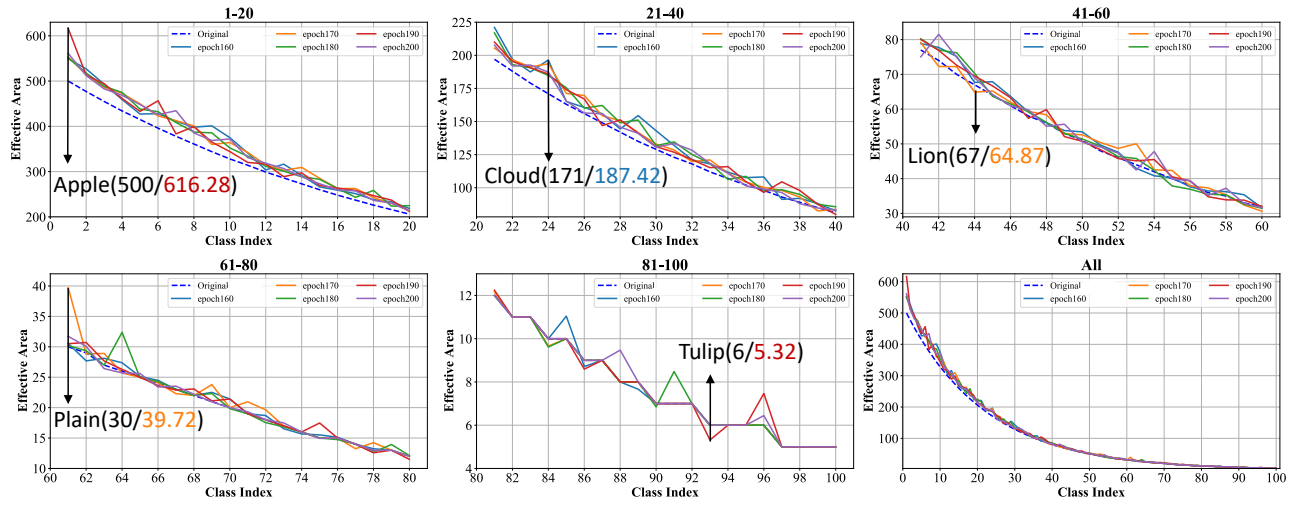 1-20
Effective Area
600
500
400
300
200
Original
epoch160
epoch170
epoch180
epoch190
epoch200
Apple(500/616.28)
0 2 4 6 8 10 12 14 16 18 20
Class Index
21-40
Effective Area
225
200
175
150
125
100
Original
epoch160
epoch170
epoch180
epoch190
epoch200
Cloud(171/187.42)
20 22 24 26 28 30 32 34 36 38 40
Class Index
41-60
Effective Area
80
70
60
50
40
30
Original
epoch160
epoch170
epoch180
epoch190
epoch200
Lion(67/64.87)
40 42 44 46 48 50 52 54 56 58 60
Class Index
61-80
Effective Area
40
35
30
25
20
15
10
Original
epoch160
epoch170
epoch180
epoch190
epoch200
Plain(30/39.72)
60 62 64 66 68 70 72 74 76 78 80
Class Index
81-100
Effective Area
12
10
8
6
4
Original
epoch160
epoch170
epoch180
epoch190
epoch200
Tulip(6/5.32)
80 82 84 86 88 90 92 94 96 98 100
Class Index
All
Effective Area
600
500
400
300
200
100
Original
epoch160
epoch170
epoch180
epoch190
epoch200
0 10 20 30 40 50 60 70 80 90 100
Class Index